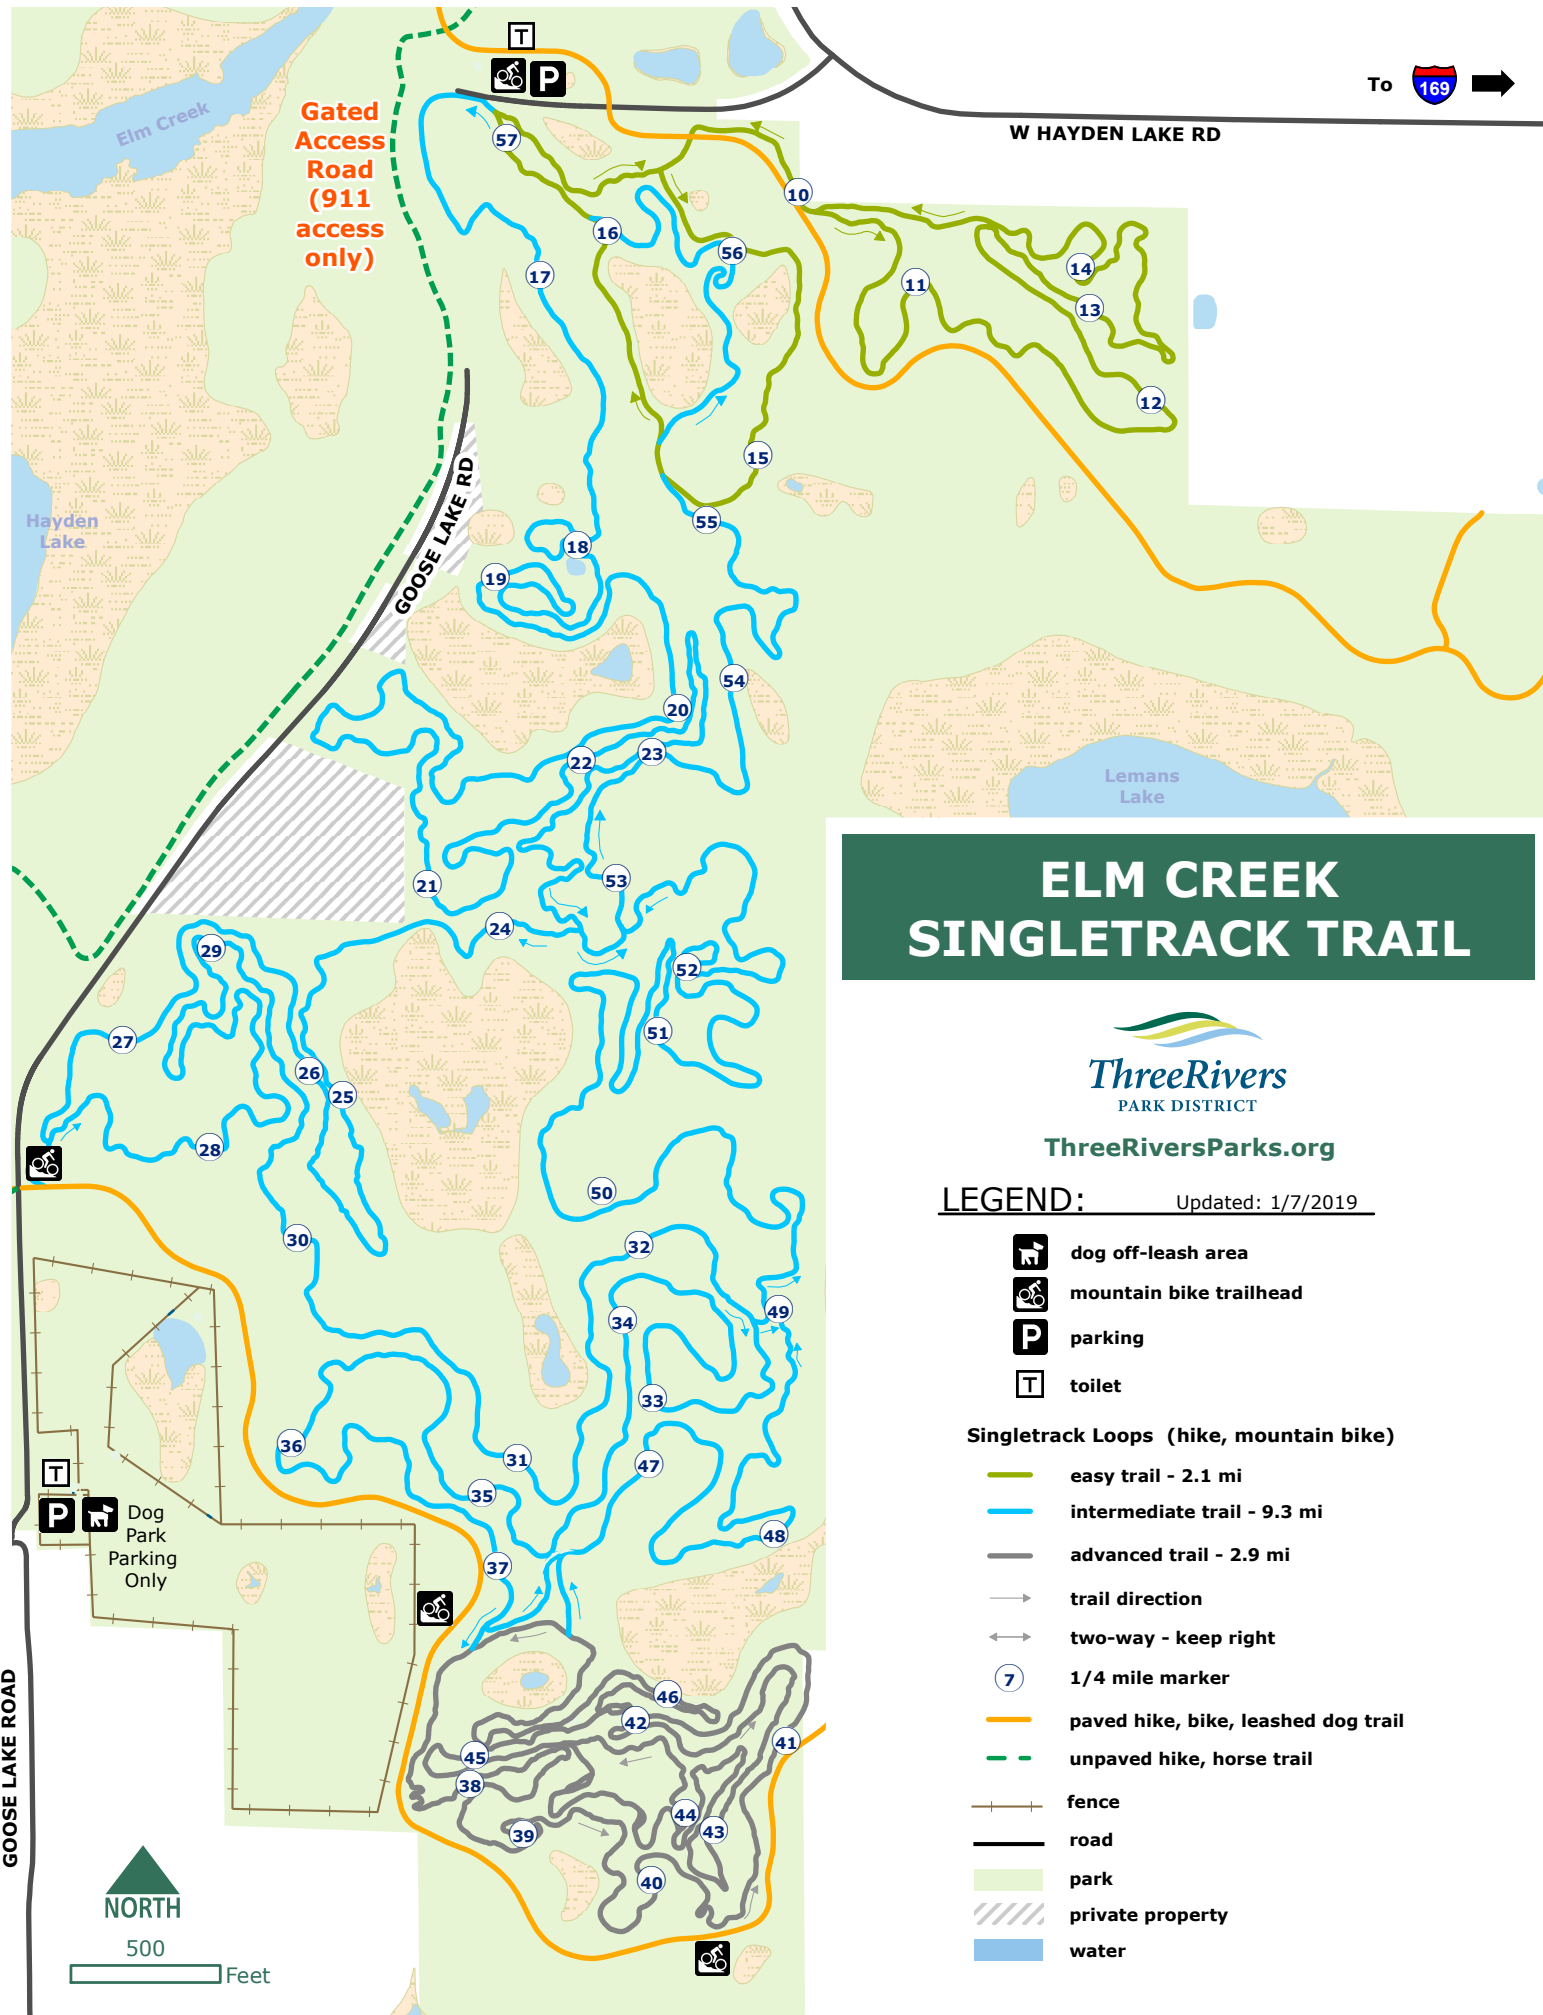 T
P
To
169
W HAYDEN LAKE RD
Elm Creek
Gated
Access
Road
(911
access
only)
57
10
16
56
17
11
14
13
12
15
55
GOOSE LAKE RD
Hayden
Lake
18
19
54
20
22
23
Lemans
Lake
21
53
24
29
52
27
51
26
25
28
50
30
32
49
34
33
36
31
47
35
48
37
T
P
Dog
Park
Parking
Only
46
42
41
45
38
44
43
39
40
GOOSE LAKE ROAD
NORTH
500
Feet
ELM CREEK
SINGLETRACK TRAIL
ThreeRivers
PARK DISTRICT
ThreeRiversParks.org
LEGEND:
Updated: 1/7/2019
dog off-leash area
mountain bike trailhead
P
parking
T
toilet
Singletrack Loops (hike, mountain bike)
easy trail - 2.1 mi
intermediate trail - 9.3 mi
advanced trail - 2.9 mi
trail direction
two-way - keep right
7
1/4 mile marker
paved hike, bike, leashed dog trail
unpaved hike, horse trail
fence
road
park
private property
water